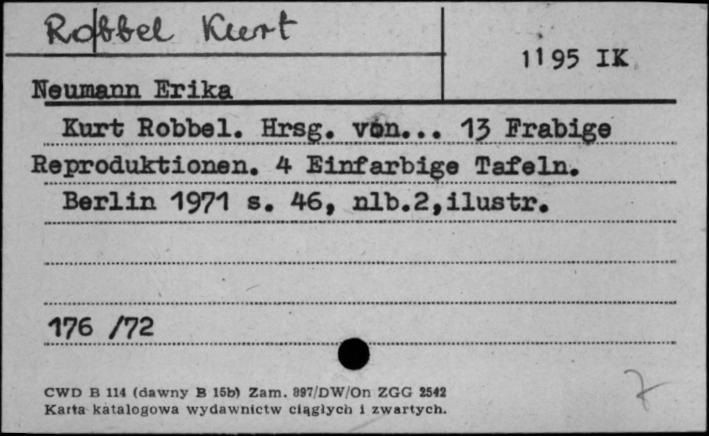 Robbel Kurt
1195 IK
Neumann Erika
Kurt Robbel. Hrsg. von... 13 Frabige
Reproduktionen. 4 Einfarbige Tafeln.
Berlin 1971 s. 46, nlb.2,ilustr.
176 /72
CWD B 114 (dawny B 15b) Zam. 897/DW/On ZGG 2542
Karta katalogowa wydawnictw ciągłych i zwartych.
7